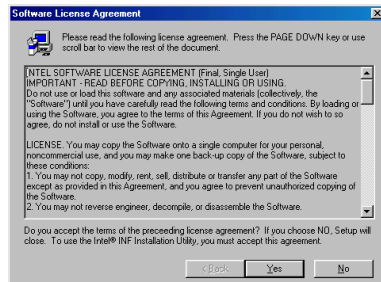 Software License Agreement
Please read the following license agreement. Press the PAGE DOWN key or use
scroll bar to view the rest of the document.
INTEL SOFTWARE LICENSE AGREEMENT (Final, Single User)
IMPORTANT - READ BEFORE COPYING, INSTALLING OR USING.
Do not use or load this software and any associated materials (collectively, the
"Software") until you have carefully read the following terms and conditions. By loading or
using the Software, you agree to the terms of this Agreement. If you do not wish to so
agree, do not install or use the Software.
LICENSE. You may copy the Software onto a single computer for your personal,
noncommercial use, and you may make one back-up copy of the Software, subject to
these conditions:
1. You may not copy, modify, rent, sell, distribute or transfer any part of the Software
except as provided in this Agreement, and you agree to prevent unauthorized copying of
the Software.
2. You may not reverse engineer, decompile, or disassemble the Software.
Do you accept the terms of the preceeding license agreement? If you choose NO, Setup will
close. To use the Intel® INF Installation Utility, you must accept this agreement.
< Back
Yes
No